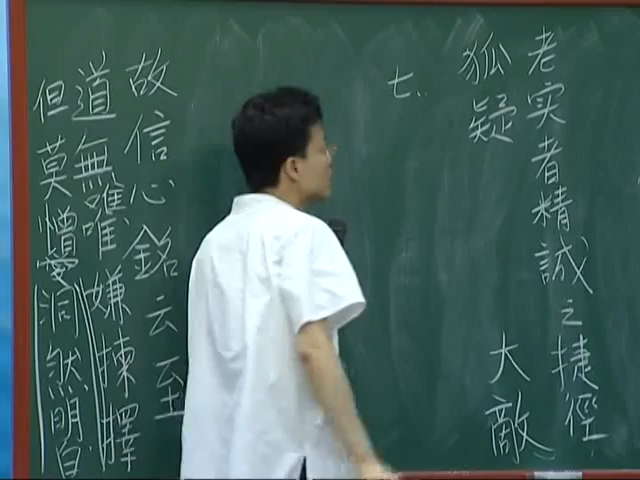 老实者精誠之捷徑
狐疑 大敵
七..
故信心銘云至
道無唯唯嫌揀擇
但莫憎愛洞然明白